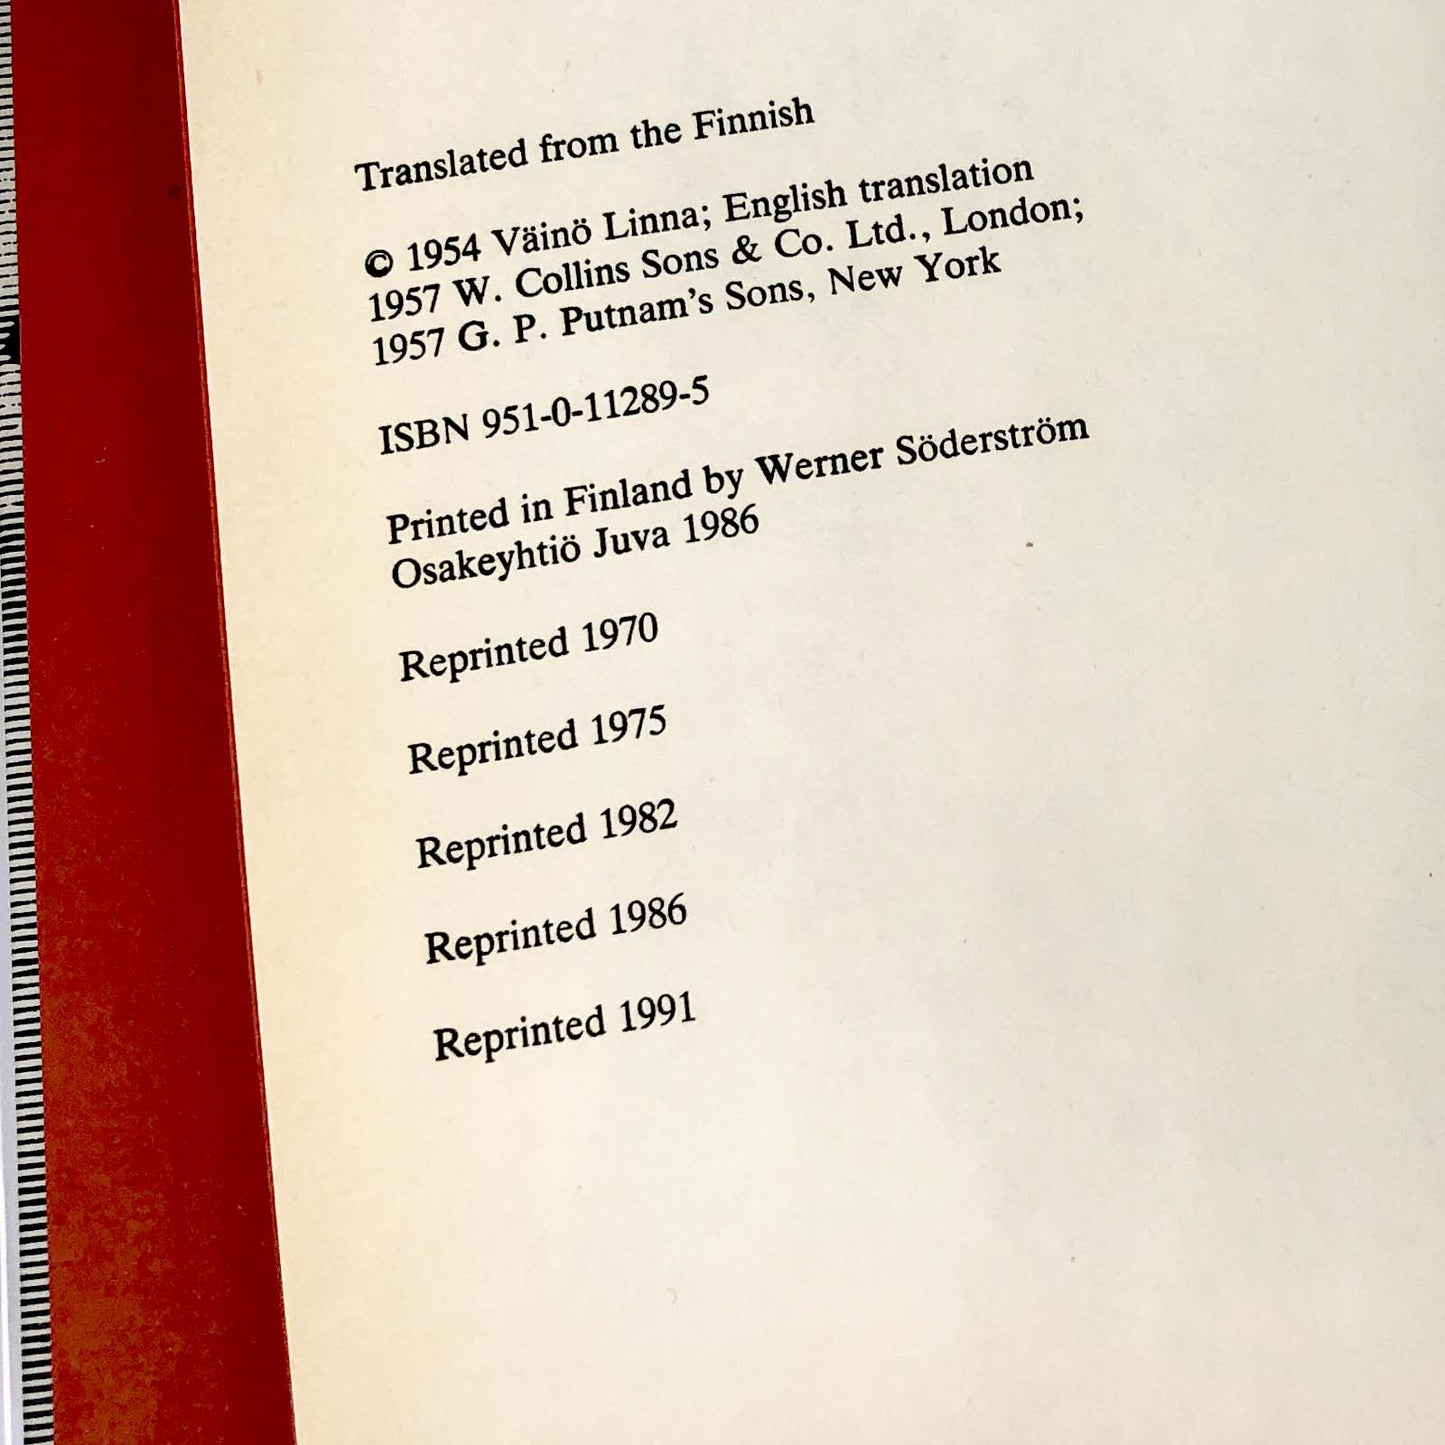 Translated from the Finnish
© 1954 Väinö Linna; English translation
1957 W. Collins Sons & Co. Ltd., London;
1957 G. P. Putnam's Sons, New York
ISBN 951-0-11289-5
Printed in Finland by Werner Söderström
Osakeyhtiö Juva 1986
Reprinted 1970
Reprinted 1975
Reprinted 1982
Reprinted 1986
Reprinted 1991